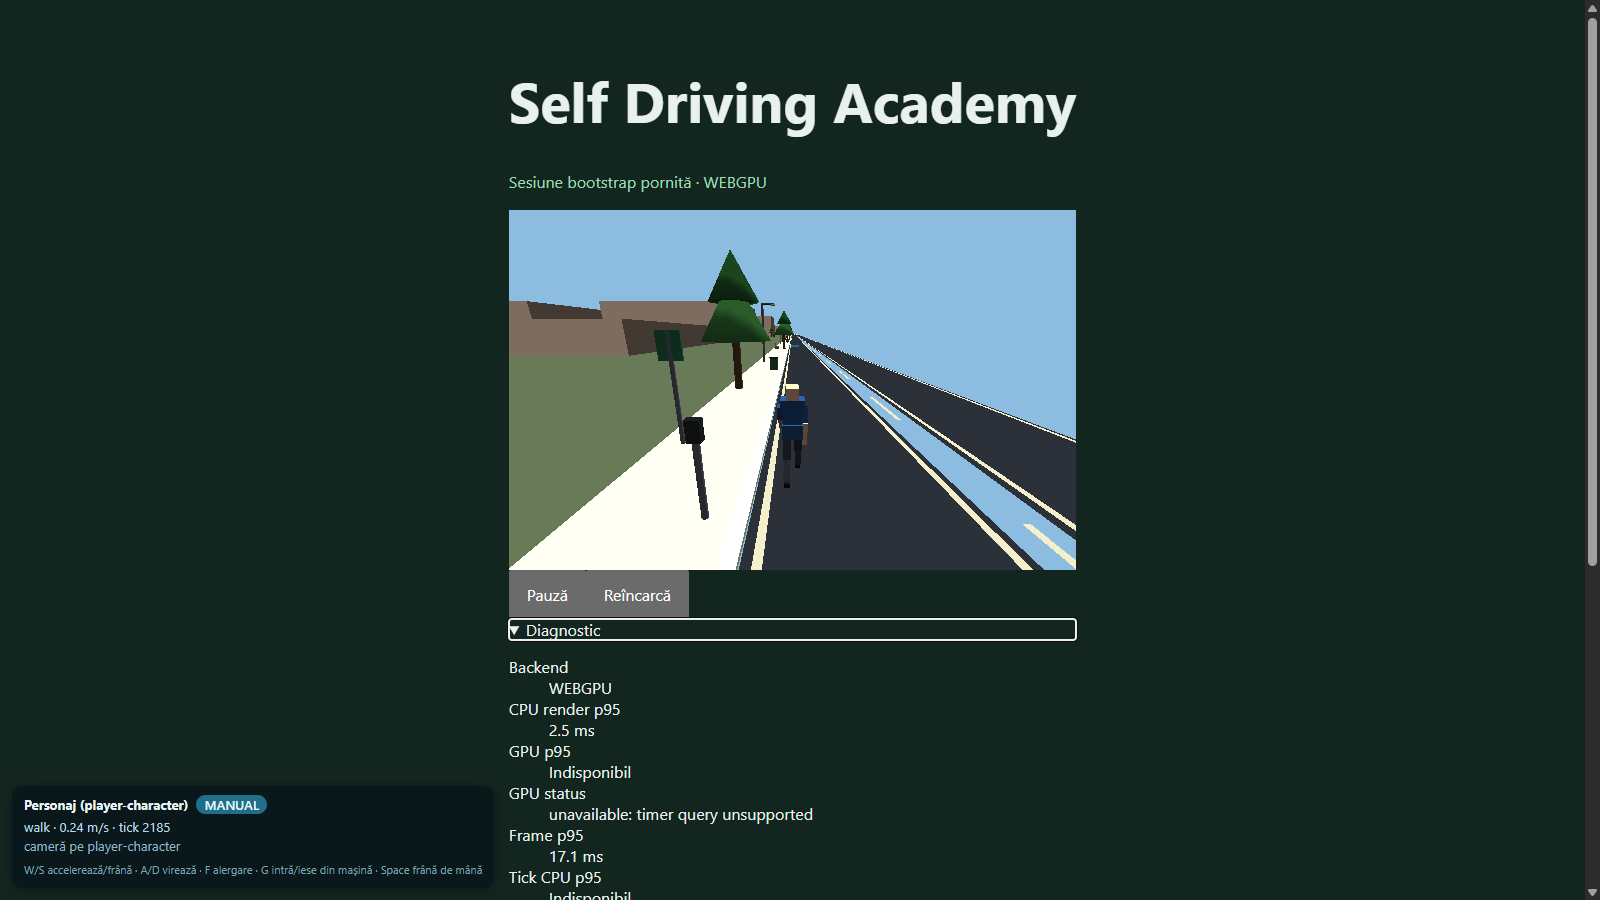 Self Driving Academy
Sesiune bootstrap pornită · WEBGPU
Pauză
Reîncarcă
▼ Diagnostic
Backend
WEBGPU
CPU render p95
2.5 ms
GPU p95
Indisponibil
GPU status
unavailable: timer query unsupported
Frame p95
17.1 ms
Tick CPU p95
Indisponibil
Personaj (player-character) MANUAL
walk · 0.24 m/s · tick 2185
cameră pe player-character
W/S accelerează/frână · A/D virează · F alergare · G intră/iese din mașină · Space frână de mână